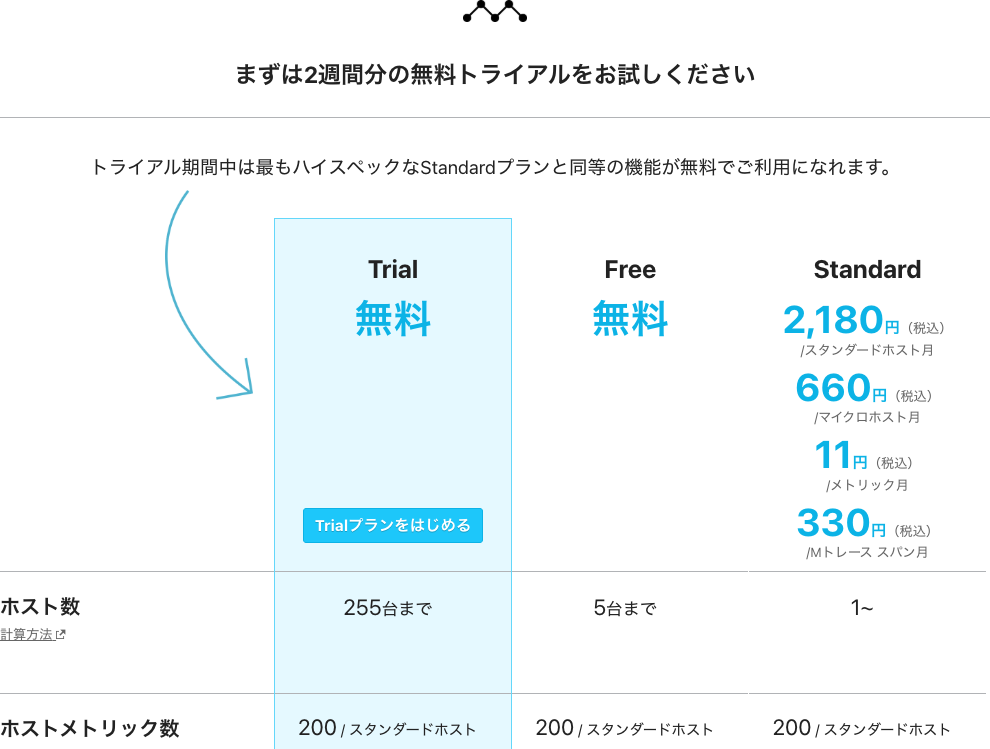 まずは2週間分の無料トライアルをお試しください
トライアル期間中は最もハイスペックなStandardプランと同等の機能が無料でご利用になれます。
Trial
無料
Trialプランをはじめる
Free
無料
Standard
2,180円（税込）
/スタンダードホスト月
660円（税込）
/マイクロホスト月
11円（税込）
/メトリック月
330円（税込）
/Mトレース スパン月
ホスト数
計算方法
255台まで
5台まで
1~
ホストメトリック数
200 / スタンダードホスト
200 / スタンダードホスト
200 / スタンダードホスト